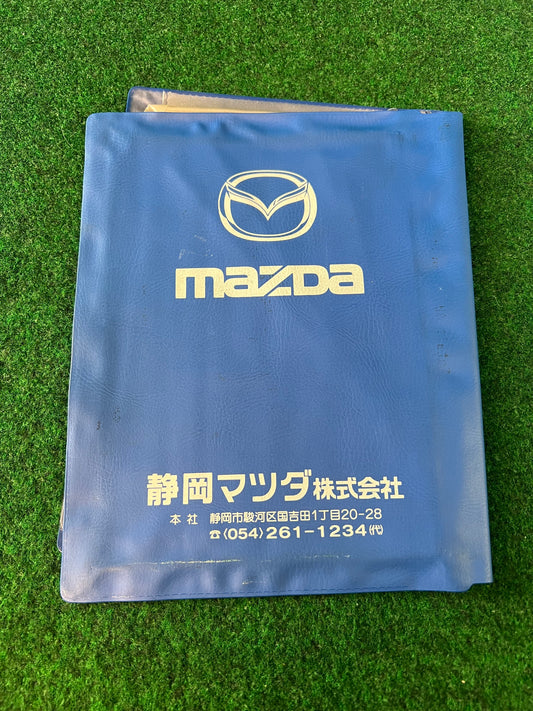 mazda
静岡マツダ株式会社
本社 静岡市駿河区国吉田1丁目20-28
☎〈054〉261-1234㈹